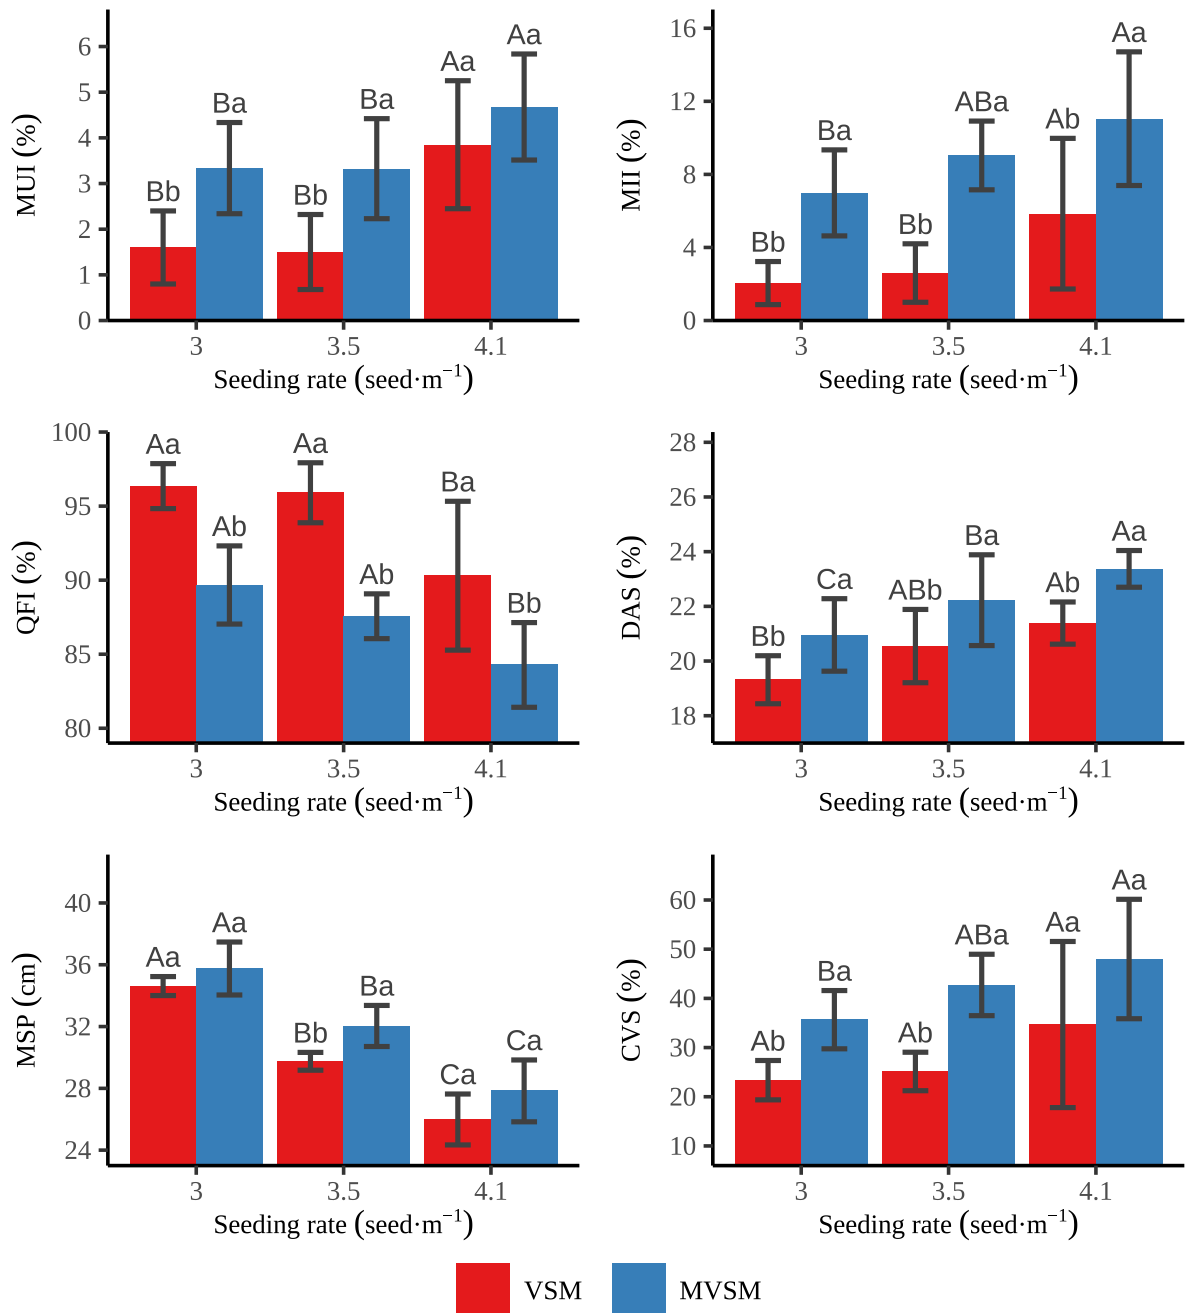 MUI (%)
6
5
4
3
2
1
0
Bb
Ba
Bb
Ba
Aa
Aa
3
3.5
4.1
Seeding rate (seed·m⁻¹)
MII (%)
16
12
8
4
0
Bb
Ba
Bb
ABa
Ab
Aa
3
3.5
4.1
Seeding rate (seed·m⁻¹)
QFI (%)
100
95
90
85
80
Aa
Ab
Aa
Ab
Ba
Bb
3
3.5
4.1
Seeding rate (seed·m⁻¹)
DAS (%)
28
26
24
22
20
18
Bb
Ca
ABb
Ba
Ab
Aa
3
3.5
4.1
Seeding rate (seed·m⁻¹)
MSP (cm)
40
36
32
28
24
Aa
Aa
Bb
Ba
Ca
Ca
3
3.5
4.1
Seeding rate (seed·m⁻¹)
CVS (%)
60
50
40
30
20
10
Ab
Ba
Ab
ABa
Aa
Aa
3
3.5
4.1
Seeding rate (seed·m⁻¹)
VSM
MVSM